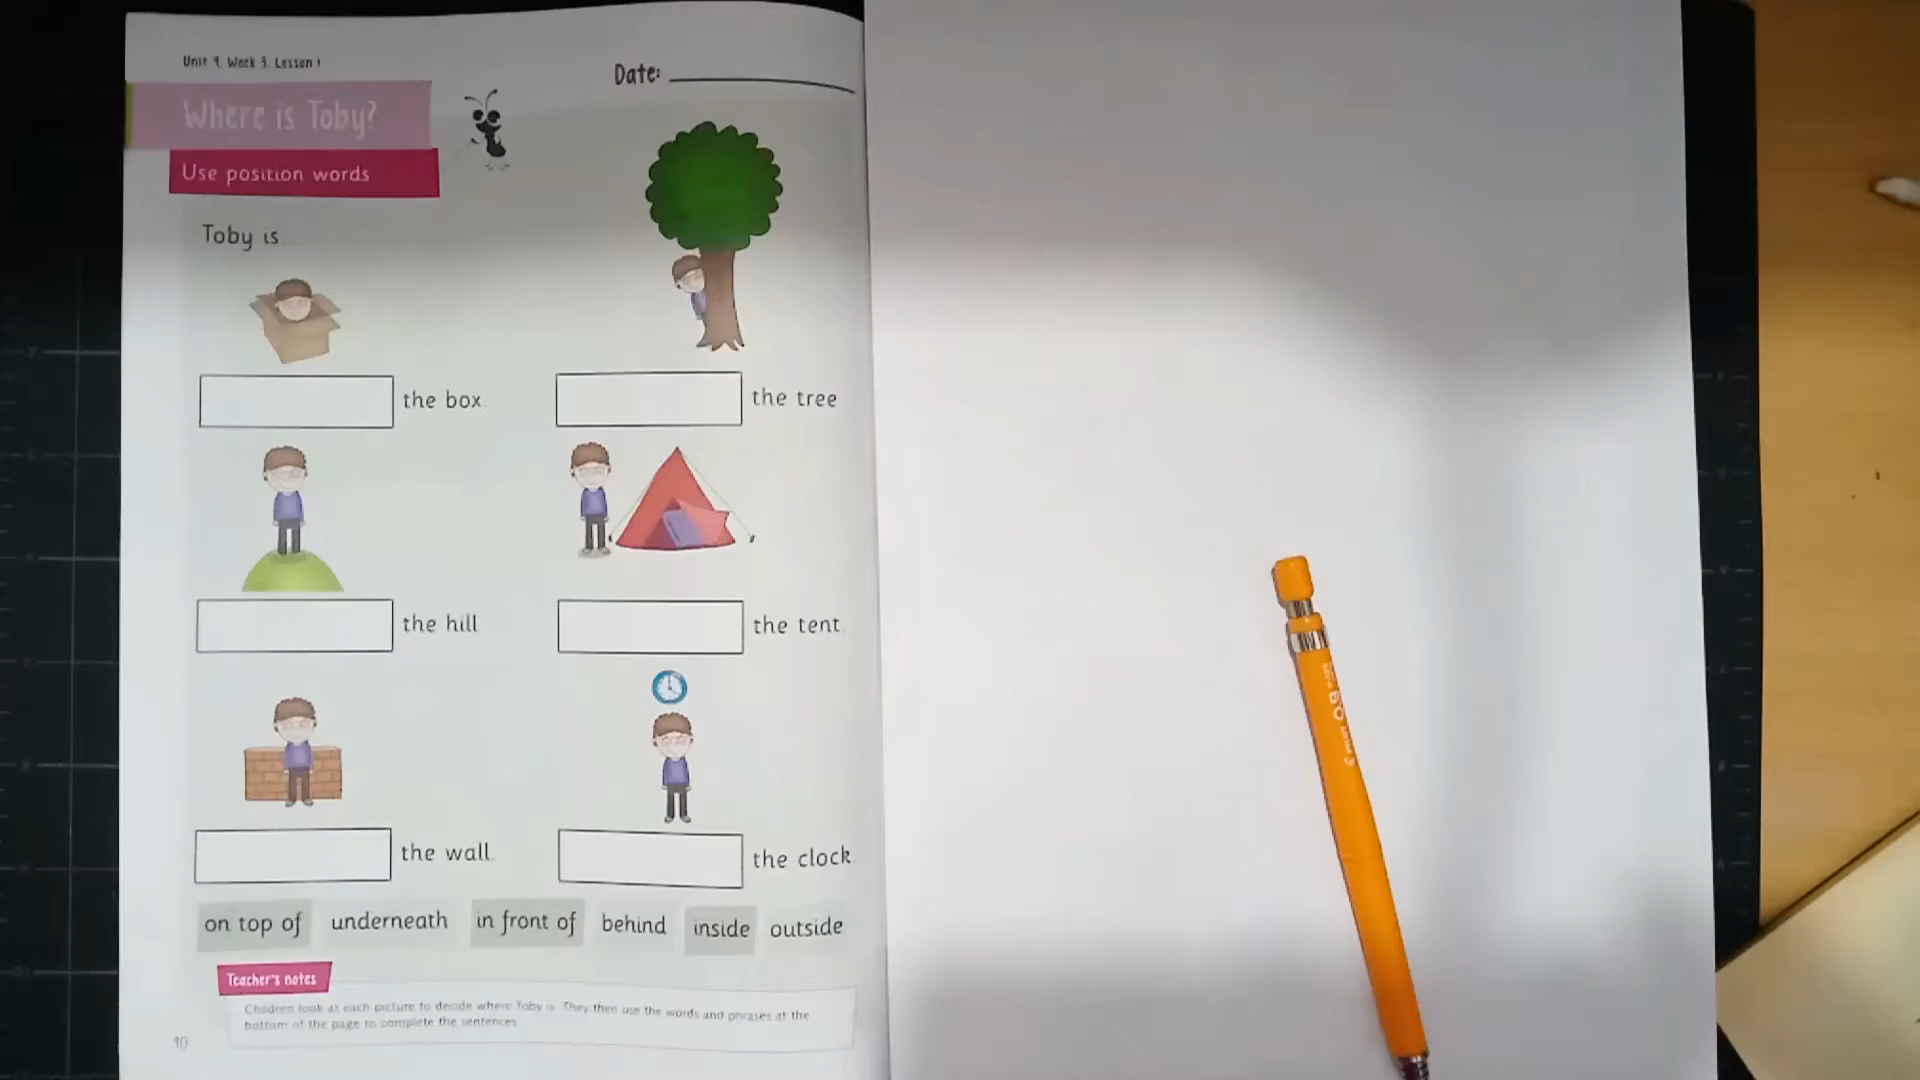 Unit 9, Week 3, Lesson 1
Date:
Where is Toby?
Use position words
Toby is
the box.
the tree
the hill
the tent.
the wall.
the clock.
on top of underneath in front of behind inside outside
Teacher's notes
Children look at each picture to decide where Toby is. They then use the words and phrases at the
bottom of the page to complete the sentences